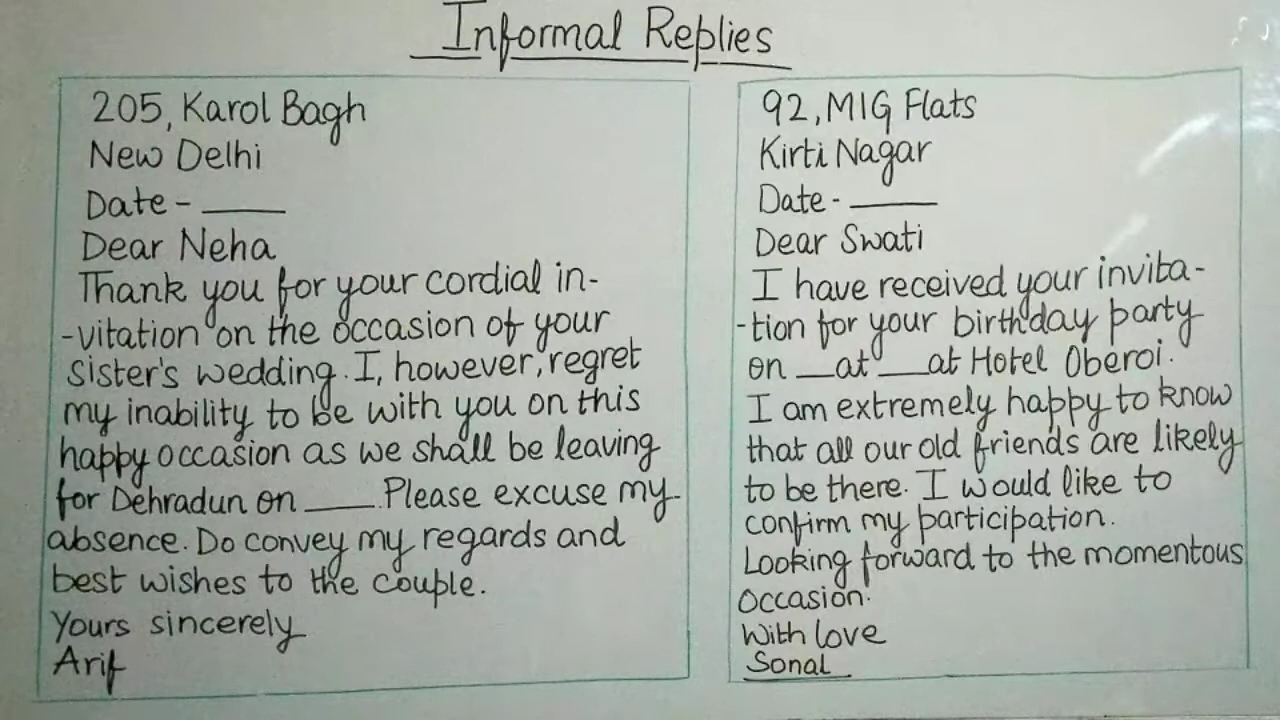 Informal Replies
205, Karol Bagh
New Delhi
Date - ____
Dear Neha
Thank you for your cordial in-
-vitation on the occasion of your
sister's wedding. I, however, regret
my inability to be with you on this
happy occasion as we shall be leaving
for Dehradun on ____. Please excuse my
absence. Do convey my regards and
best wishes to the couple.
Yours sincerely
Arif
92, MIG Flats
Kirti Nagar
Date - ____
Dear Swati
I have received your invita-
-tion for your birthday party
on __ at __ at Hotel Oberoi.
I am extremely happy to know
that all our old friends are likely
to be there. I would like to
confirm my participation.
Looking forward to the momentous
occasion.
With love
Sonal